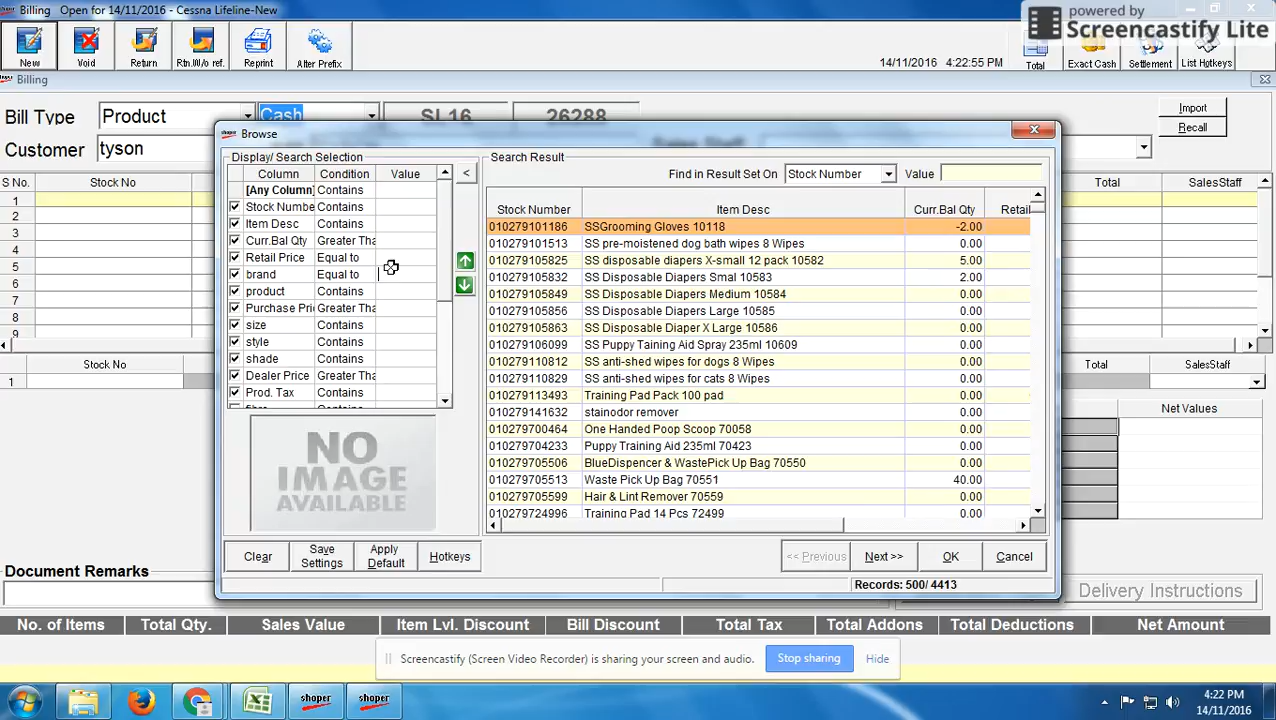 Billing Open for 14/11/2016 - Cessna Lifeline-New
powered by
Screencastify Lite
New
Void
Return
Rtn.W/o ref.
Reprint
Alter Prefix
14/11/2016 4:22:55 PM
Total
Exact Cash
Settlement
List Hotkeys
Billing
Bill Type Product Cash SL16 26288
Import
Recall
Customer tyson
S No. Stock No Total SalesStaff
1
2
3
4
5
6
7
8
9
Stock No Total SalesStaff
1
Net Values
shoper Browse
Display/ Search Selection
Column Condition Value
[Any Column] Contains
Stock Numbe Contains
Item Desc Contains
Curr.Bal Qty Greater Tha
Retail Price Equal to
brand Equal to
product Contains
Purchase Pri Greater Tha
size Contains
style Contains
shade Contains
Dealer Price Greater Tha
Prod. Tax Contains
<
NO
IMAGE
AVAILABLE
Search Result
Find in Result Set On Stock Number Value
Stock Number Item Desc Curr.Bal Qty Retail
010279101186 SSGrooming Gloves 10118 -2.00
010279101513 SS pre-moistened dog bath wipes 8 Wipes 0.00
010279105825 SS disposable diapers X-small 12 pack 10582 5.00
010279105832 SS Disposable Diapers Smal 10583 2.00
010279105849 SS Disposable Diapers Medium 10584 0.00
010279105856 SS Disposable Diapers Large 10585 0.00
010279105863 SS Disposable Diaper X Large 10586 0.00
010279106099 SS Puppy Taining Aid Spray 235ml 10609 0.00
010279110812 SS anti-shed wipes for dogs 8 Wipes 0.00
010279110829 SS anti-shed wipes for cats 8 Wipes 0.00
010279113493 Training Pad Pack 100 pad 0.00
010279141632 stainodor remover 0.00
010279700464 One Handed Poop Scoop 70058 0.00
010279704233 Puppy Training Aid 235ml 70423 0.00
010279705506 BlueDispencer & WastePick Up Bag 70550 0.00
010279705513 Waste Pick Up Bag 70551 40.00
010279705599 Hair & Lint Remover 70559 0.00
010279724996 Training Pad 14 Pcs 72499 0.00
Clear
Save Settings
Apply Default
Hotkeys
<< Previous
Next >>
OK
Cancel
Records: 500/ 4413
Document Remarks
Delivery Instructions
No. of Items Total Qty. Sales Value Item Lvl. Discount Bill Discount Total Tax Total Addons Total Deductions Net Amount
Screencastify (Screen Video Recorder) is sharing your screen and audio. Stop sharing Hide
shoper
shoper
4:22 PM
14/11/2016